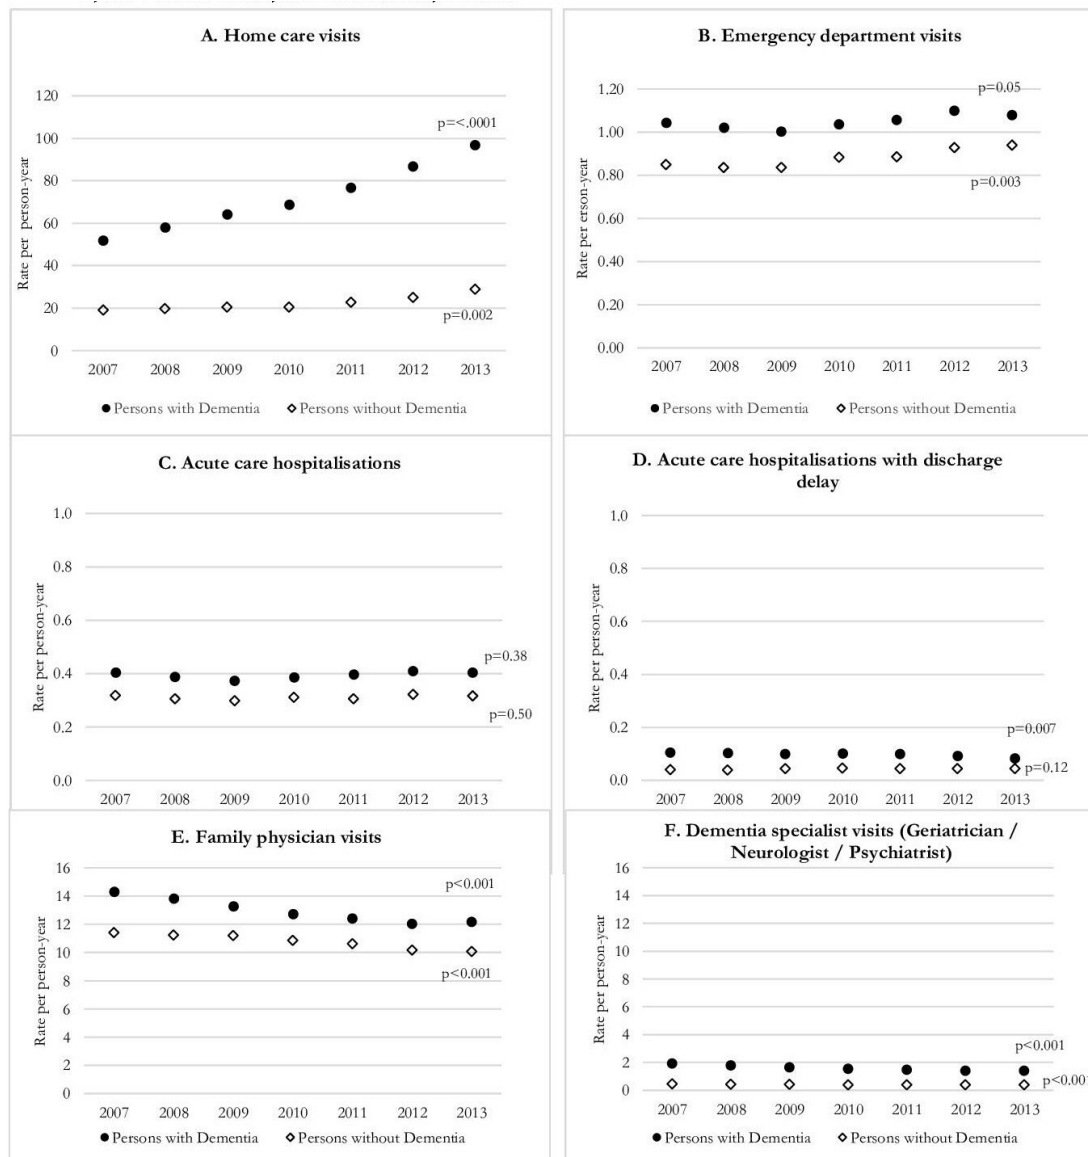 A. Home care visits
120
100
80
60
40
20
0
Rate per person-year
p=<.0001
p=0.002
2007 2008 2009 2010 2011 2012 2013
Persons with Dementia Persons without Dementia
B. Emergency department visits
1.20
1.00
0.80
0.60
0.40
0.20
0.00
Rate per erson-year
p=0.05
p=0.003
2007 2008 2009 2010 2011 2012 2013
Persons with Dementia Persons without Dementia
C. Acute care hospitalisations
1.0
0.8
0.6
0.4
0.2
0.0
Rate per person-year
p=0.38
p=0.50
2007 2008 2009 2010 2011 2012 2013
D. Acute care hospitalisations with discharge
delay
1.0
0.8
0.6
0.4
0.2
0.0
Rate per person-year
p=0.007
p=0.12
2007 2008 2009 2010 2011 2012 2013
E. Family physician visits
16
14
12
10
8
6
4
2
0
Rate per person-year
p<0.001
p<0.001
2007 2008 2009 2010 2011 2012 2013
Persons with Dementia Persons without Dementia
F. Dementia specialist visits (Geriatrician /
Neurologist / Psychiatrist)
16
14
12
10
8
6
4
2
0
Rate per person-year
p<0.001
p<0.001
2007 2008 2009 2010 2011 2012 2013
Persons with Dementia Persons without Dementia